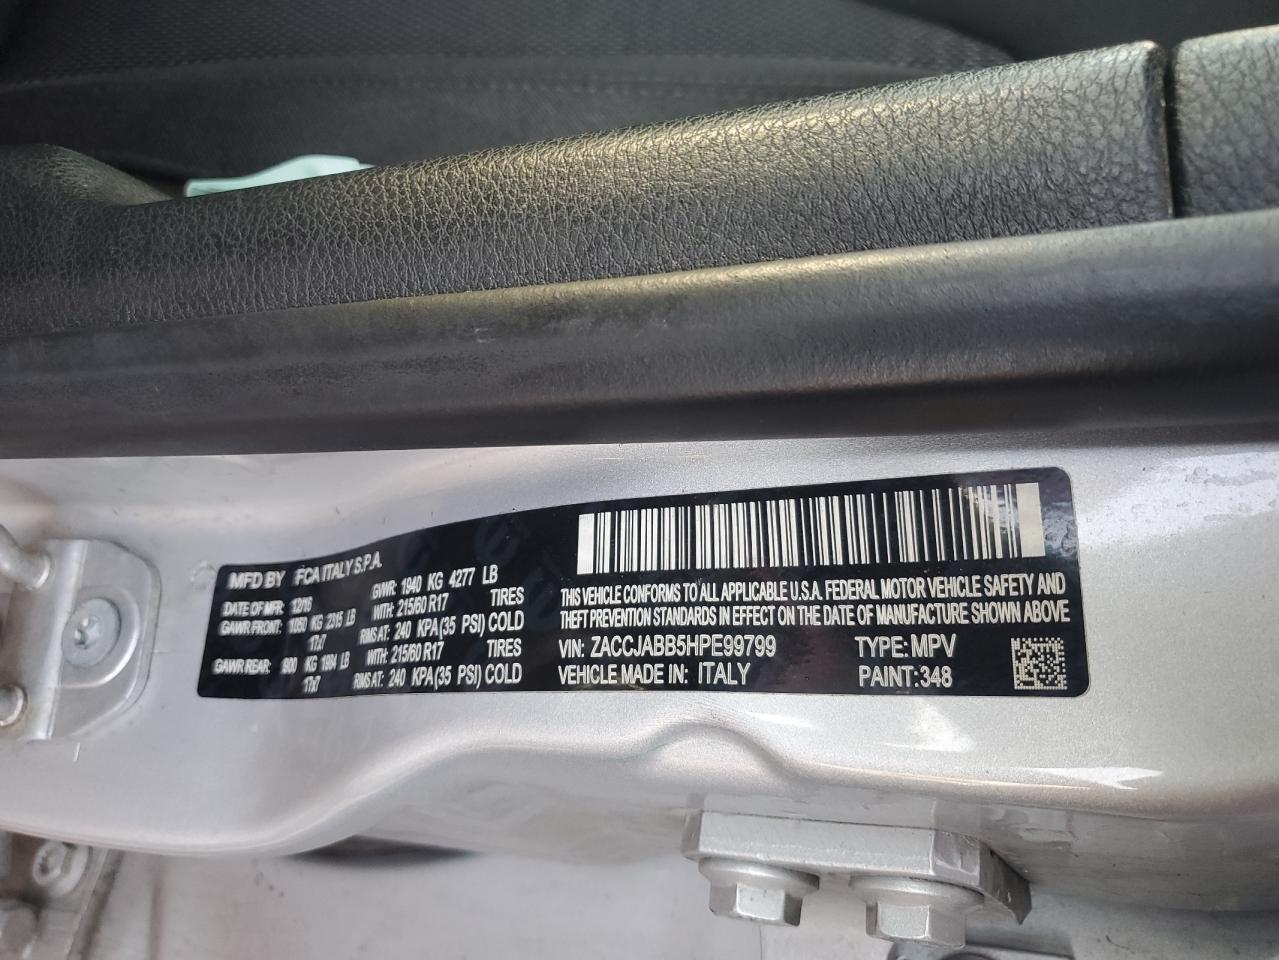 MFD BY FCA ITALY S.P.A.
DATE OF MFR: 12/16 GVWR: 1940 KG 4277 LB
GAWR FRONT: 1050 KG 2315 LB WITH: 215/60 R17 TIRES
17x7 RIMS AT: 240 KPA(35 PSI) COLD
GAWR REAR: 900 KG 1984 LB WITH: 215/60 R17 TIRES
17x7 RIMS AT: 240 KPA(35 PSI) COLD
THIS VEHICLE CONFORMS TO ALL APPLICABLE U.S.A. FEDERAL MOTOR VEHICLE SAFETY AND
THEFT PREVENTION STANDARDS IN EFFECT ON THE DATE OF MANUFACTURE SHOWN ABOVE
VIN: ZACCJABB5HPE99799 TYPE: MPV
VEHICLE MADE IN: ITALY PAINT:348